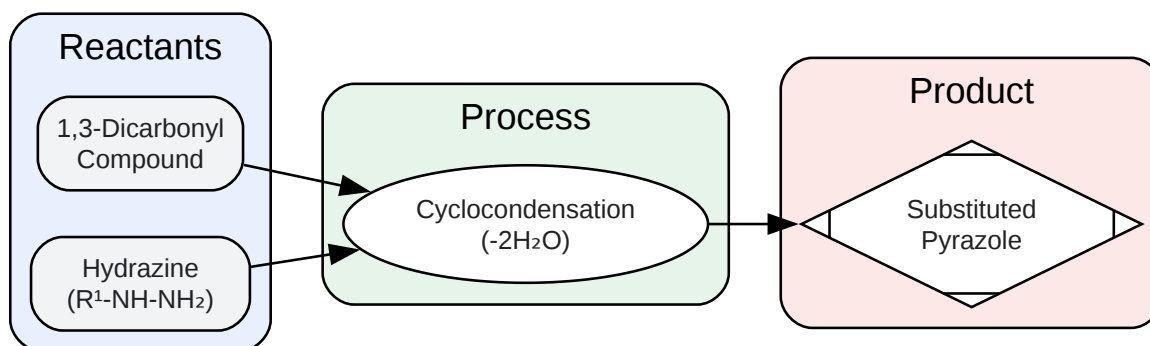 Reactants
1,3-Dicarbonyl
Compound
Hydrazine
(R¹-NH-NH₂)
Process
Cyclocondensation
(-2H₂O)
Product
Substituted
Pyrazole